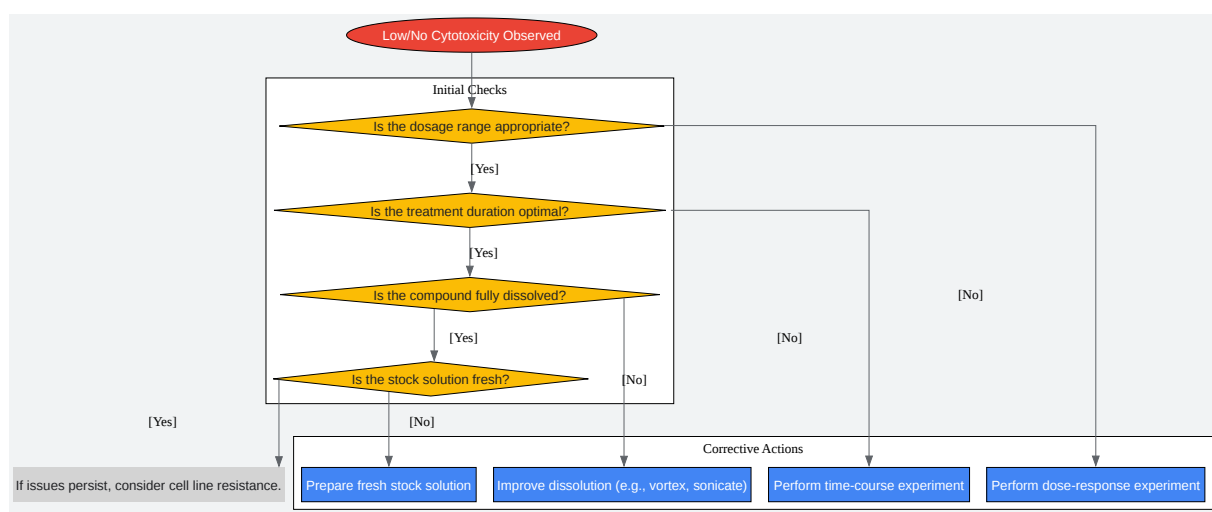 Low/No Cytotoxicity Observed
Initial Checks
Is the dosage range appropriate?
[Yes]
Is the treatment duration optimal?
[Yes]
Is the compound fully dissolved?
[No]
[Yes]
[No]
Is the stock solution fresh?
[No]
[Yes]
[No]
Corrective Actions
If issues persist, consider cell line resistance.
Prepare fresh stock solution
Improve dissolution (e.g., vortex, sonicate)
Perform time-course experiment
Perform dose-response experiment